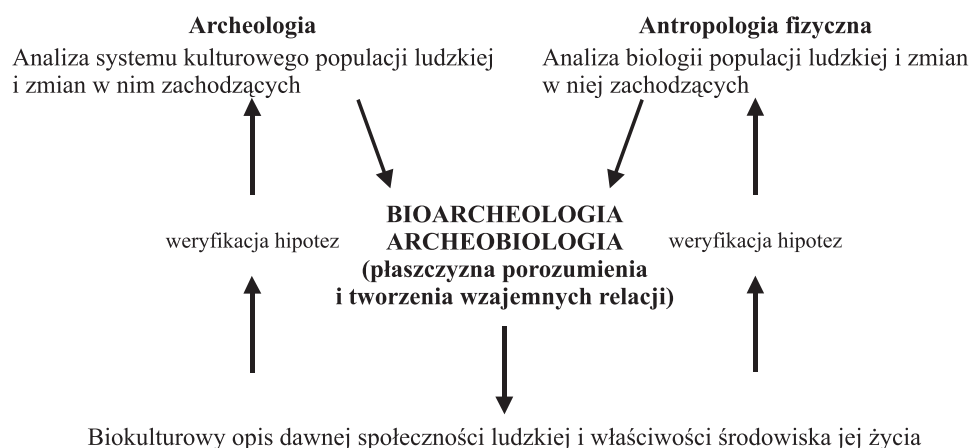 Archeologia
Analiza systemu kulturowego populacji ludzkiej
i zmian w nim zachodzących
Antropologia fizyczna
Analiza biologii populacji ludzkiej i zmian
w niej zachodzących
weryfikacja hipotez
BIOARCHEOLOGIA
ARCHEOBIOLOGIA
(płaszczyzna porozumienia
i tworzenia wzajemnych relacji)
weryfikacja hipotez
Biokulturowy opis dawnej społeczności ludzkiej i właściwości środowiska jej życia